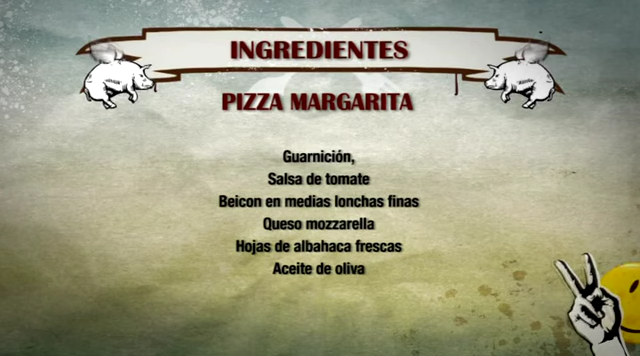 INGREDIENTES
PIZZA MARGARITA
Guarnición,
Salsa de tomate
Beicon en medias lonchas finas
Queso mozzarella
Hojas de albahaca frescas
Aceite de oliva